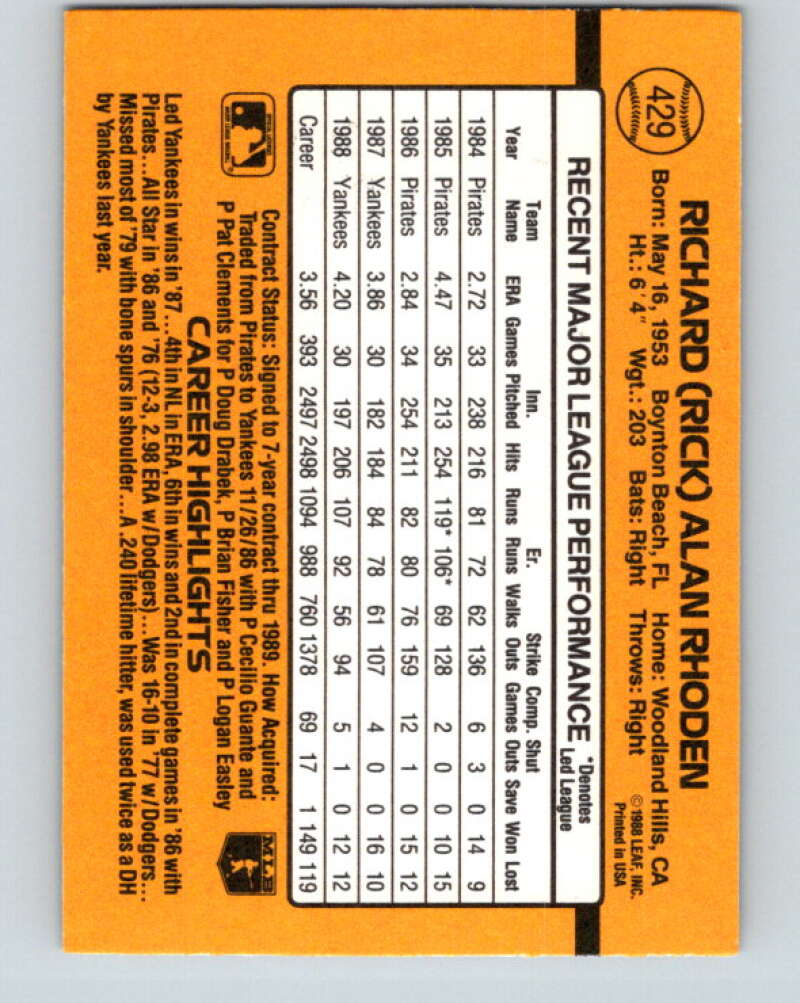 429
RICHARD (RICK) ALAN RHODEN
Born: May 16, 1953 Boynton Beach, FL Home: Woodland Hills, CA
Ht.: 6'4" Wgt.: 203 Bats: Right Throws: Right
©1988 LEAF, INC.
Printed in USA
RECENT MAJOR LEAGUE PERFORMANCE *Denotes Led League
Year Team Name ERA Games Inn. Pitched Hits Runs Er. Runs Walks Strike Outs Comp. Games Shut Outs Save Won Lost
1984 Pirates 2.72 33 238 216 81 72 62 136 6 3 0 14 9
1985 Pirates 4.47 35 213 254 119* 106* 69 128 2 0 0 10 15
1986 Pirates 2.84 34 254 211 82 80 76 159 12 1 0 15 12
1987 Yankees 3.86 30 182 184 84 78 61 107 4 0 0 16 10
1988 Yankees 4.20 30 197 206 107 92 56 94 5 1 0 12 12
Career 3.56 393 2497 2498 1094 988 760 1378 69 17 1 149 119
Contract Status: Signed to 7-year contract thru 1989. How Acquired:
Traded from Pirates to Yankees 11/26/86 with P Cecilio Guante and
P Pat Clements for P Doug Drabek, P Brian Fisher and P Logan Easley
MLB
CAREER HIGHLIGHTS
Led Yankees in wins in '87...4th in NL in ERA, 6th in wins and 2nd in complete games in '86 with
Pirates...All Star in '86 and '76 (12-3, 2.98 ERA w/Dodgers)...Was 16-10 in '77 w/Dodgers...
Missed most of '79 with bone spurs in shoulder...A .240 lifetime hitter, was used twice as a DH
by Yankees last year.